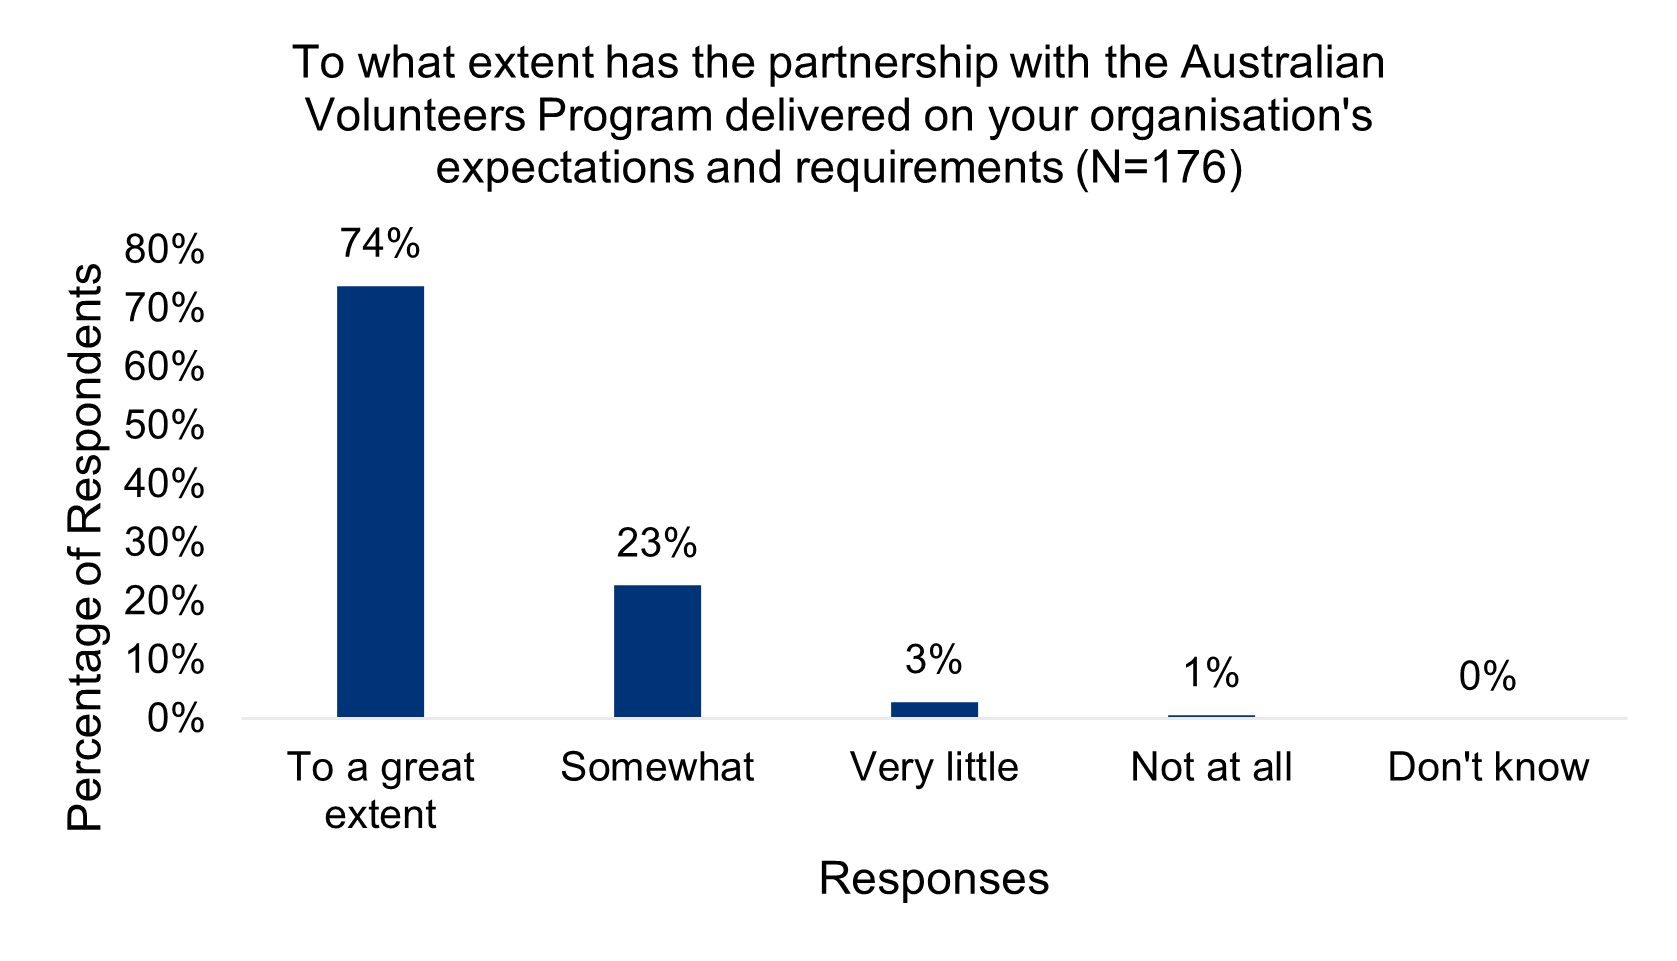 To what extent has the partnership with the Australian
Volunteers Program delivered on your organisation's
expectations and requirements (N=176)
Percentage of Respondents
80%
70%
60%
50%
40%
30%
20%
10%
0%
74%
23%
3%
1%
0%
To a great
extent
Somewhat
Very little
Not at all
Don't know
Responses